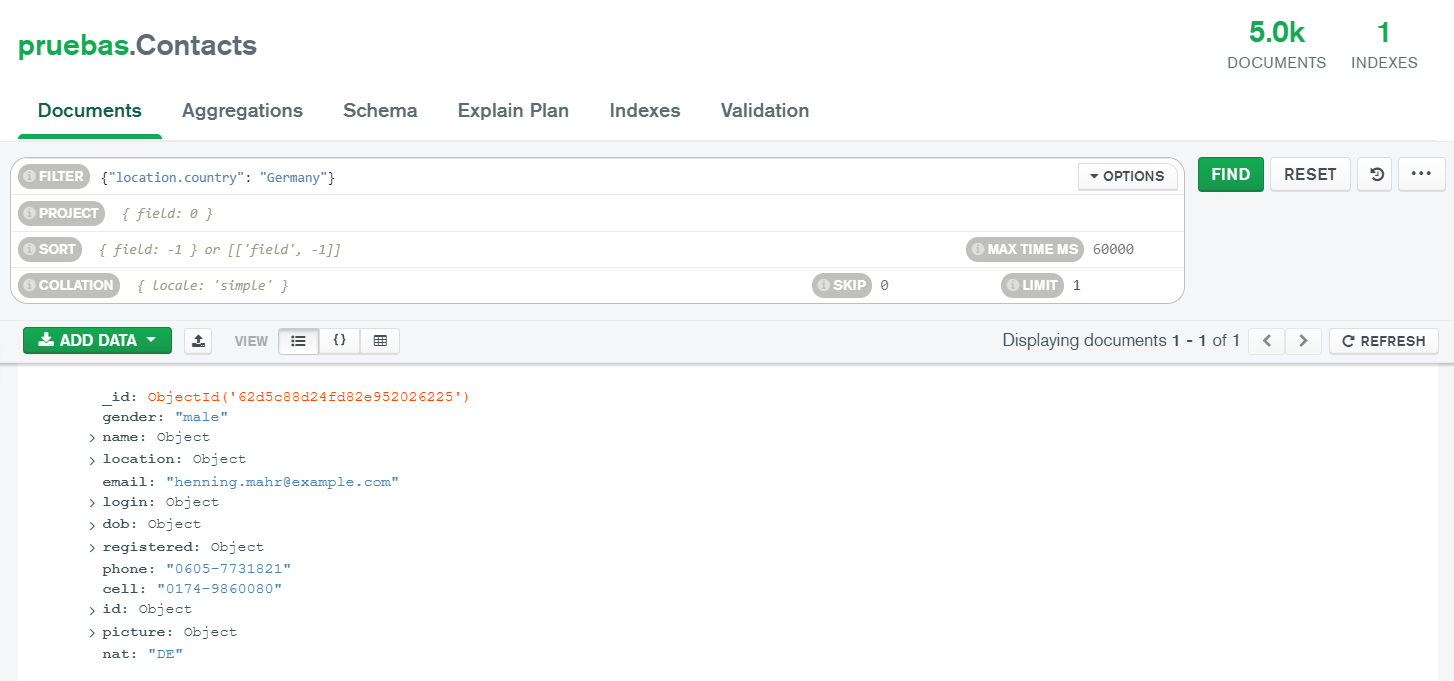 pruebas.Contacts
5.0k
DOCUMENTS
1
INDEXES
Documents Aggregations Schema Explain Plan Indexes Validation
FILTER {"location.country": "Germany"} OPTIONS FIND RESET ...
PROJECT { field: 0 }
SORT { field: -1 } or [['field', -1]] MAX TIME MS 60000
COLLATION { locale: 'simple' } SKIP 0 LIMIT 1
ADD DATA VIEW {} Displaying documents 1 - 1 of 1 < > REFRESH
_id: ObjectId('62d5c88d24fd82e952026225')
gender: "male"
> name: Object
> location: Object
email: "henning.mahr@example.com"
> login: Object
> dob: Object
> registered: Object
phone: "0605-7731821"
cell: "0174-9860080"
> id: Object
> picture: Object
nat: "DE"